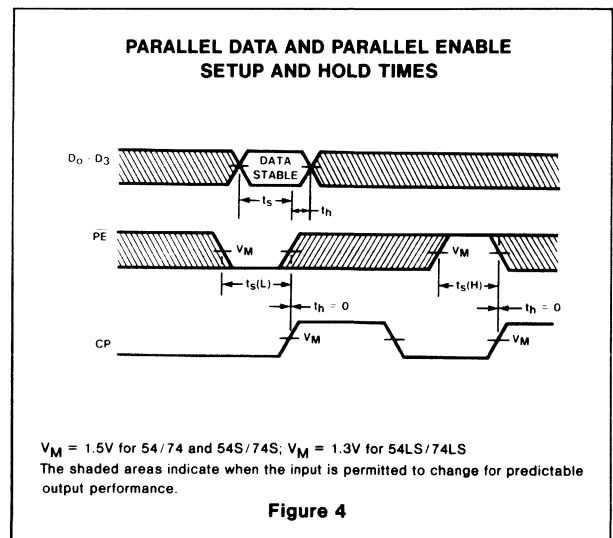 PARALLEL DATA AND PARALLEL ENABLE
SETUP AND HOLD TIMES
D0 - D3
DATA
STABLE
ts
th
PE
VM
VM
ts(L)
ts(H)
th = 0
th = 0
CP
VM
VM
VM = 1.5V for 54/74 and 54S/74S; VM = 1.3V for 54LS/74LS
The shaded areas indicate when the input is permitted to change for predictable
output performance.
Figure 4